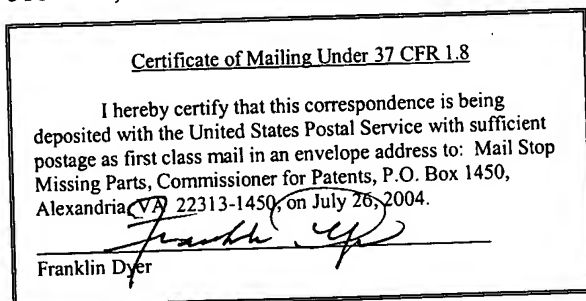 Certificate of Mailing Under 37 CFR 1.8
I hereby certify that this correspondence is being
deposited with the United States Postal Service with sufficient
postage as first class mail in an envelope address to: Mail Stop
Missing Parts, Commissioner for Patents, P.O. Box 1450,
Alexandria, VA 22313-1450, on July 26, 2004.
Franklin Dyer